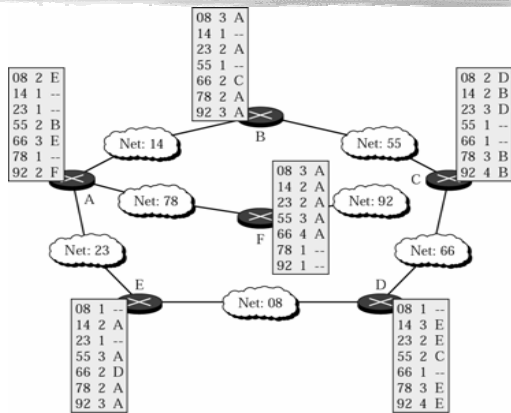 08 3 A
14 1 --
23 2 A
55 1 --
66 2 C
78 2 A
92 3 A
B
08 2 E
14 1 --
23 1 --
55 2 B
66 3 E
78 1 --
92 2 F
A
08 2 D
14 2 B
23 3 D
55 1 --
66 1 --
78 3 B
92 4 B
C
Net: 14
Net: 55
08 3 A
14 2 A
23 2 A
55 3 A
66 4 A
78 1 --
92 1 --
F
Net: 78
Net: 92
Net: 23
Net: 66
E
Net: 08
D
08 1 --
14 2 A
23 1 --
55 3 A
66 2 D
78 2 A
92 3 A
08 1 --
14 3 E
23 2 E
55 2 C
66 1 --
78 3 E
92 4 E